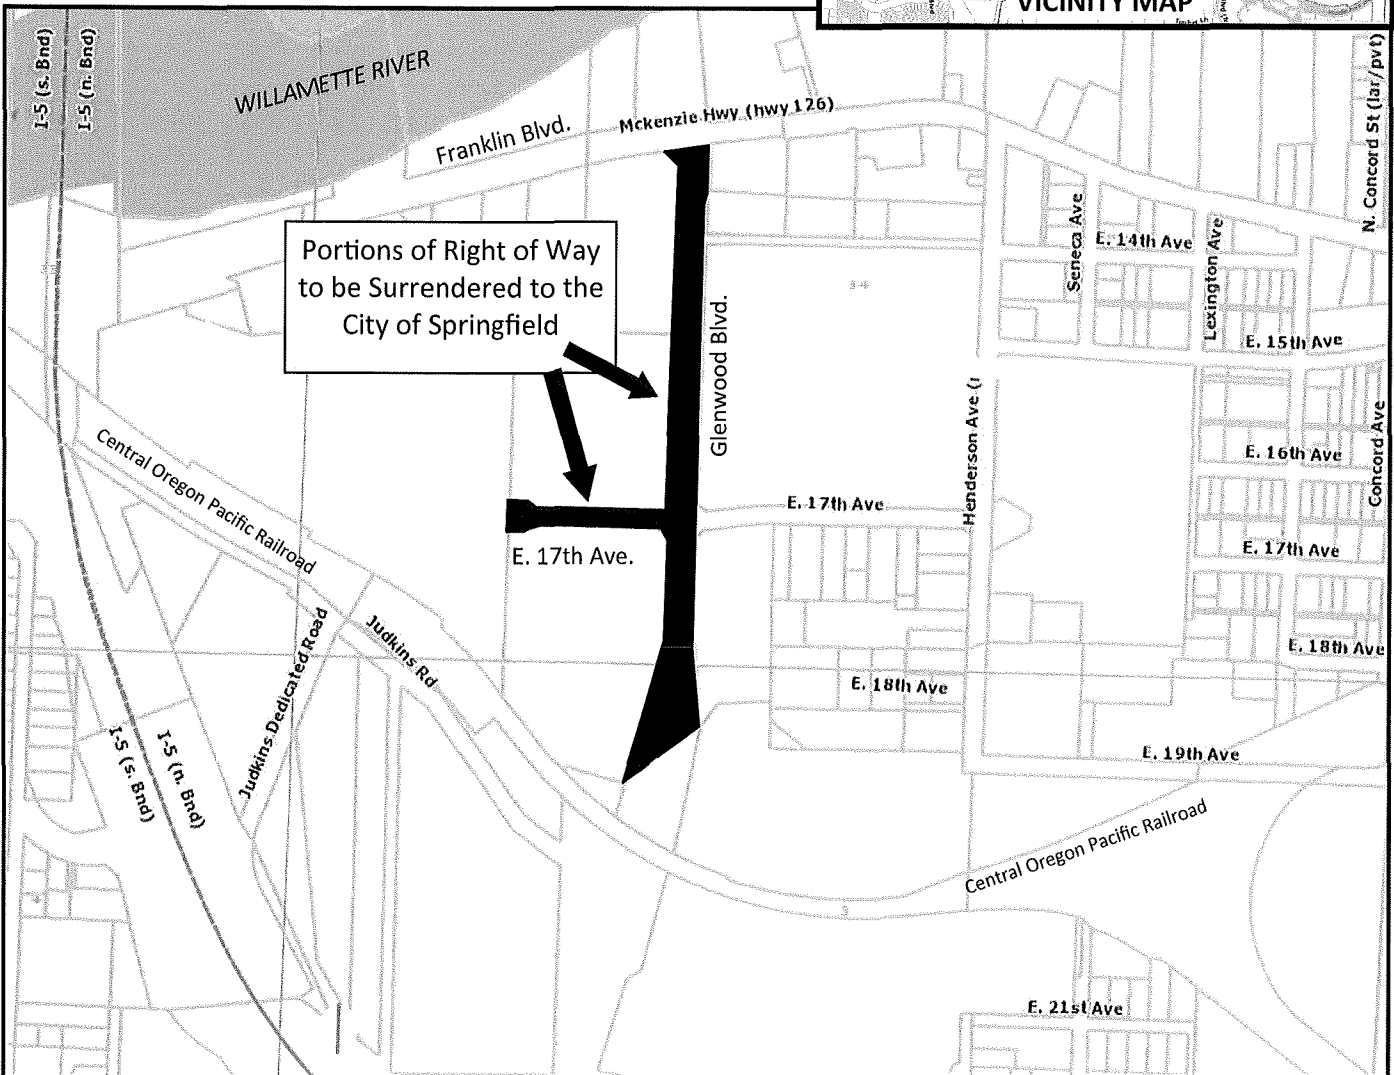 VICINITY MAP
I-5 (s. Bnd)
I-5 (n. Bnd)
WILLAMETTE RIVER
Franklin Blvd.
Mckenzie Hwy (hwy 126)
N. Concord St (lar/pvt)
Portions of Right of Way
to be Surrendered to the
City of Springfield
Seneca Ave
E. 14th Ave
Lexington Ave
3-4
E. 15th Ave
Glenwood Blvd.
Henderson Ave (
E. 16th Ave
Concord Ave
Central Oregon Pacific Railroad
E. 17th Ave
E. 17th Ave.
E. 17th Ave
Judkins Dedicated Road
Judkins Rd
E. 18th Ave
E. 18th Ave
I-5 (s. Bnd)
I-5 (n. Bnd)
E. 19th Ave
Central Oregon Pacific Railroad
3
E. 21st Ave